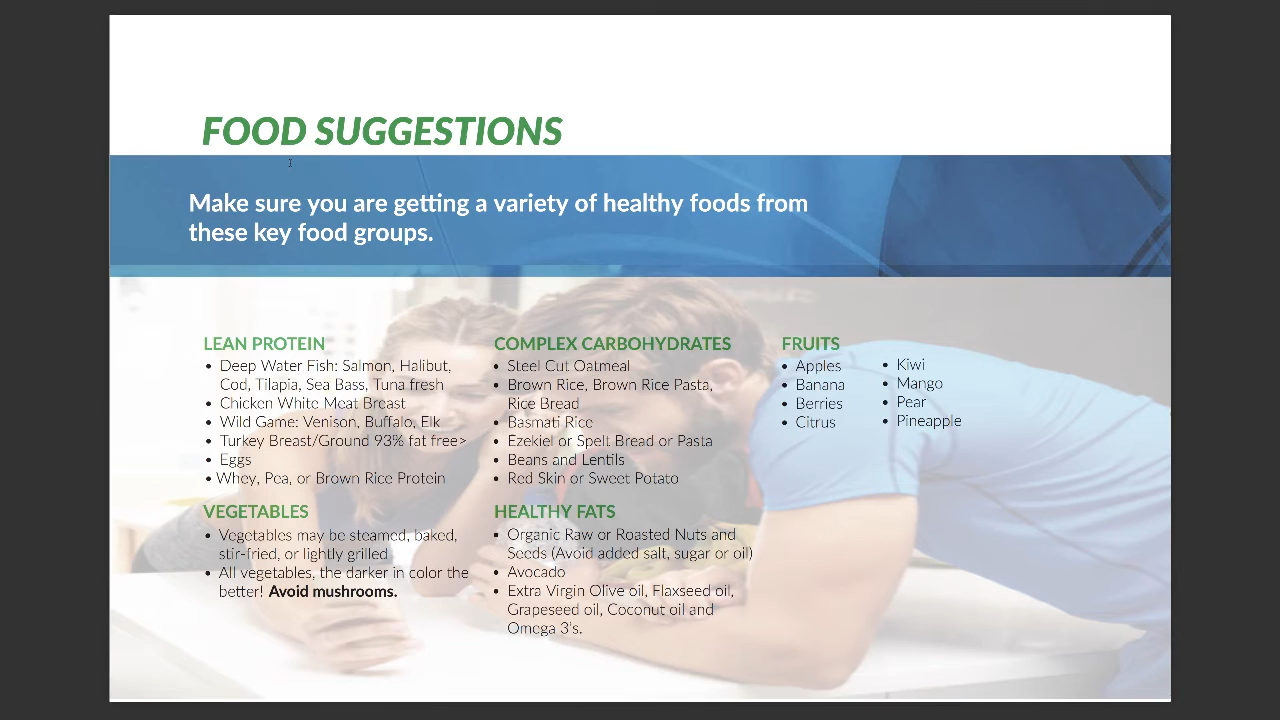 FOOD SUGGESTIONS
Make sure you are getting a variety of healthy foods from
these key food groups.
LEAN PROTEIN
• Deep Water Fish: Salmon, Halibut,
Cod, Tilapia, Sea Bass, Tuna fresh
• Chicken White Meat Breast
• Wild Game: Venison, Buffalo, Elk
• Turkey Breast/Ground 93% fat free>
• Eggs
• Whey, Pea, or Brown Rice Protein
VEGETABLES
• Vegetables may be steamed, baked,
stir-fried, or lightly grilled
• All vegetables, the darker in color the
better! Avoid mushrooms.
COMPLEX CARBOHYDRATES
• Steel Cut Oatmeal
• Brown Rice, Brown Rice Pasta,
Rice Bread
• Basmati Rice
• Ezekiel or Spelt Bread or Pasta
• Beans and Lentils
• Red Skin or Sweet Potato
HEALTHY FATS
• Organic Raw or Roasted Nuts and
Seeds (Avoid added salt, sugar or oil)
• Avocado
• Extra Virgin Olive oil, Flaxseed oil,
Grapeseed oil, Coconut oil and
Omega 3's.
FRUITS
• Apples
• Banana
• Berries
• Citrus
• Kiwi
• Mango
• Pear
• Pineapple